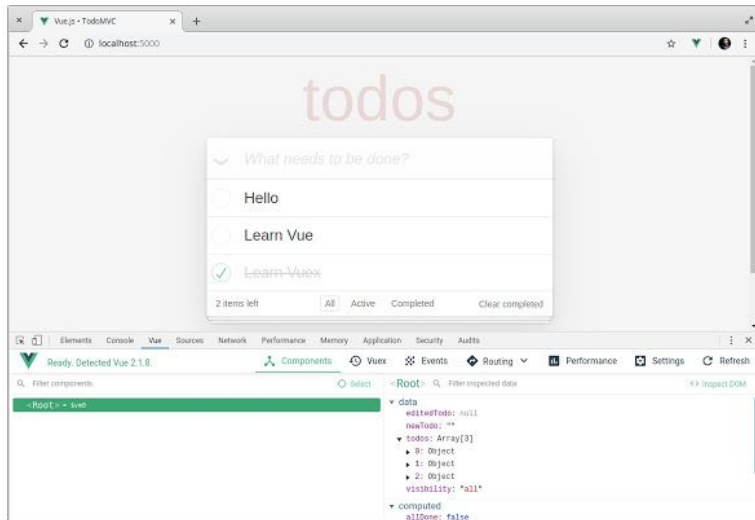 Vue.js • TodoMVC
localhost:5000
todos
What needs to be done?
Hello
Learn Vue
Learn Vuex
2 items left All Active Completed Clear completed
Elements Console Vue Sources Network Performance Memory Application Security Audits
Ready. Detected Vue 2.1.8. Components Vuex Events Routing Performance Settings Refresh
Filter components Select <Root> Filter inspected data <> Inspect DOM
<Root> = $vm0
data
editedTodo: null
newTodo: ""
todos: Array[3]
0: Object
1: Object
2: Object
visibility: "all"
computed
allDone: false